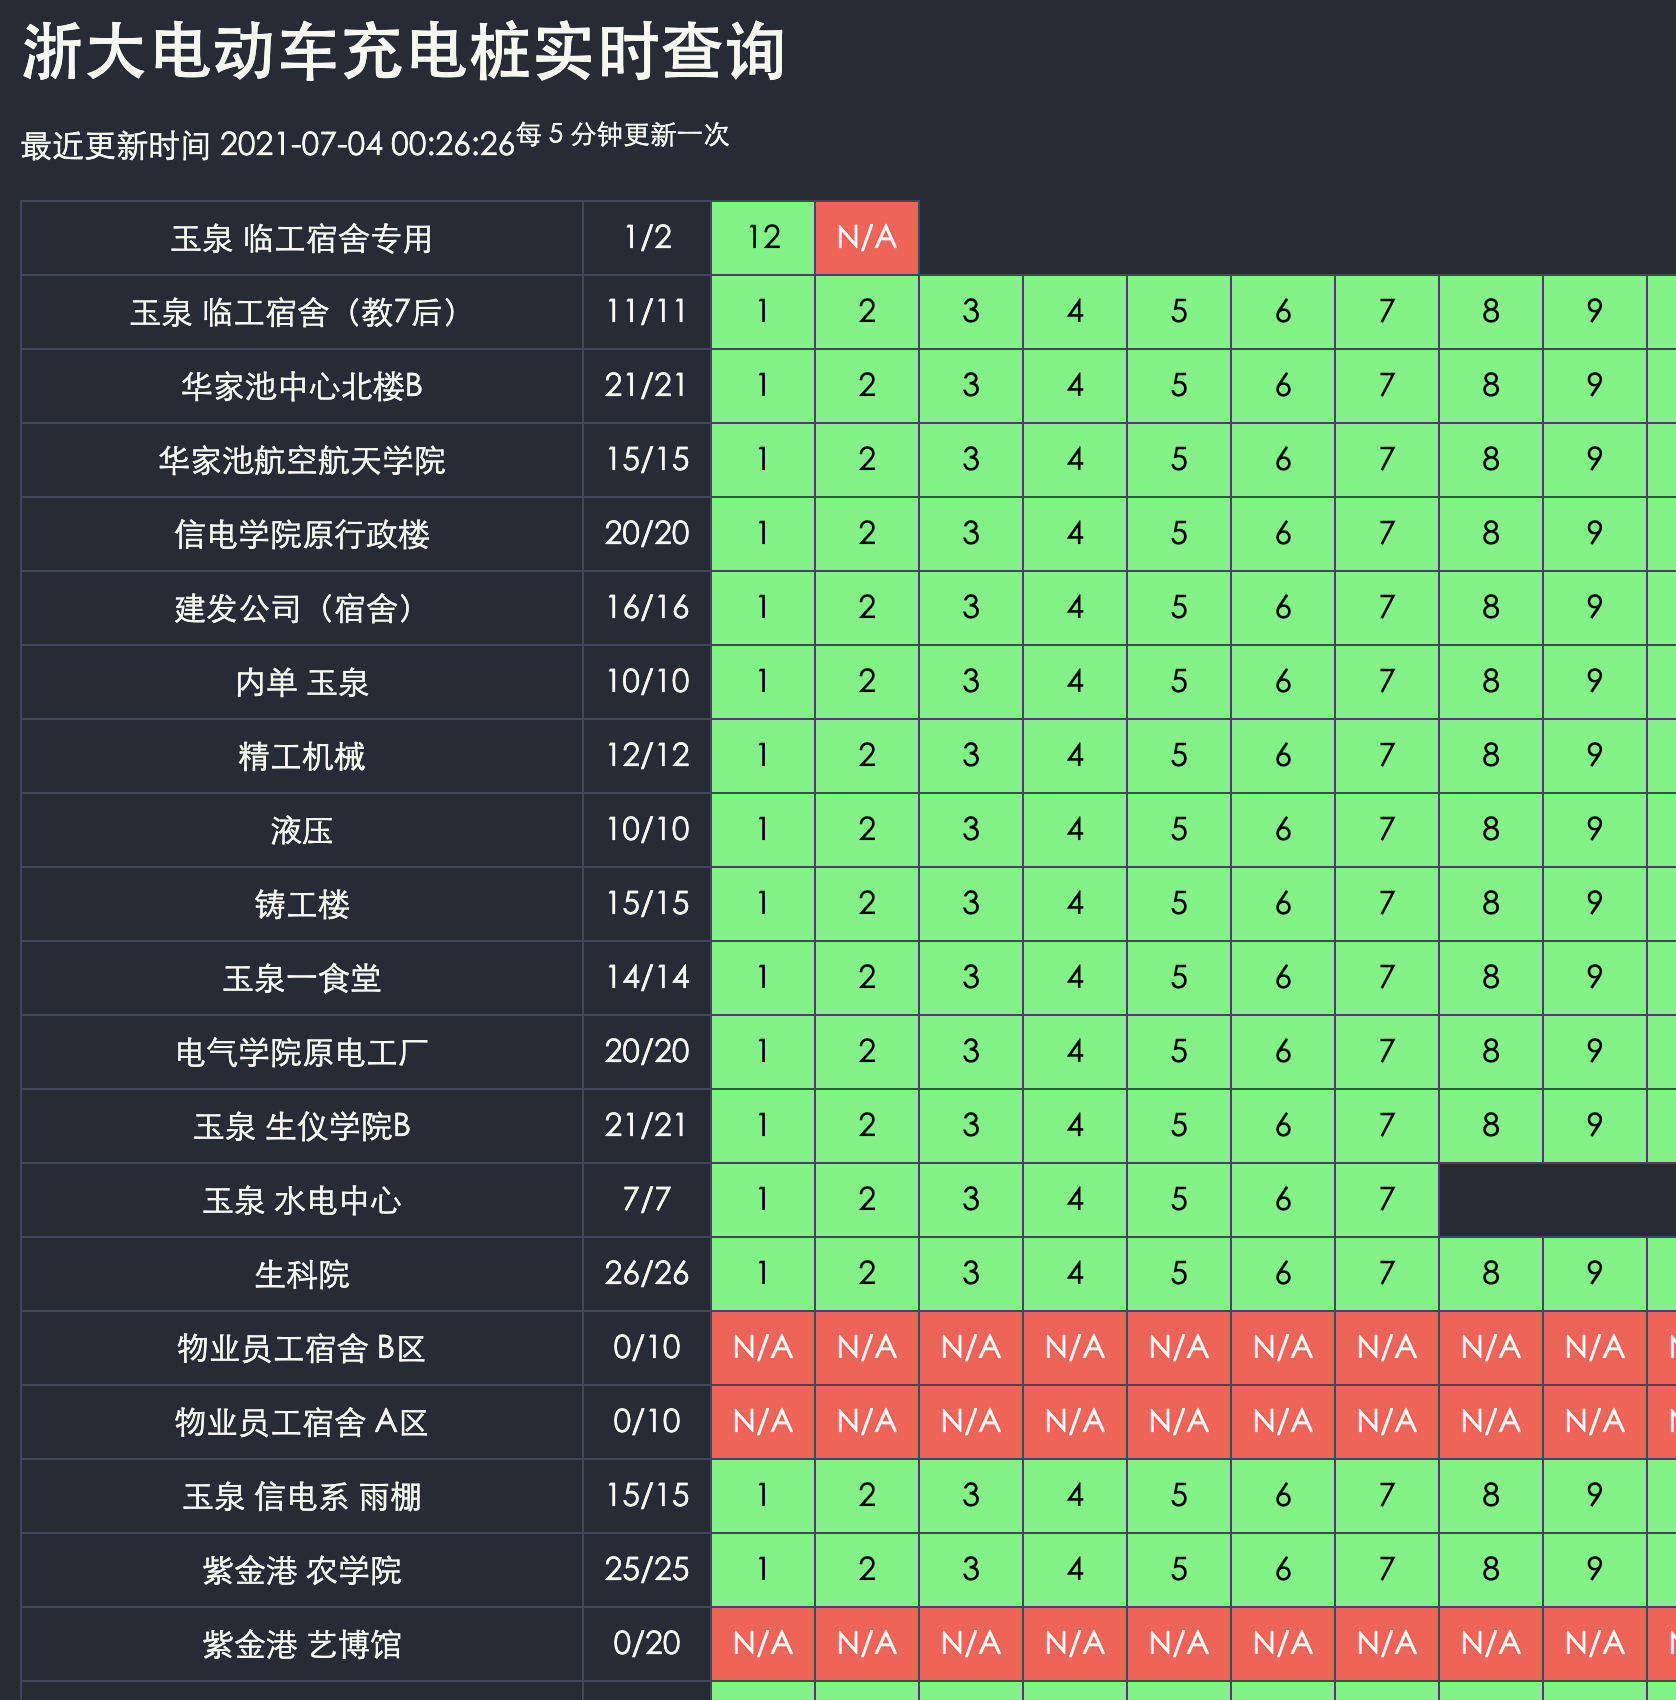 浙大电动车充电桩实时查询
最近更新时间 2021-07-04 00:26:26每 5 分钟更新一次
玉泉 临工宿舍专用 1/2 12 N/A
玉泉 临工宿舍（教7后） 11/11 1 2 3 4 5 6 7 8 9
华家池中心北楼B 21/21 1 2 3 4 5 6 7 8 9
华家池航空航天学院 15/15 1 2 3 4 5 6 7 8 9
信电学院原行政楼 20/20 1 2 3 4 5 6 7 8 9
建发公司（宿舍） 16/16 1 2 3 4 5 6 7 8 9
内单 玉泉 10/10 1 2 3 4 5 6 7 8 9
精工机械 12/12 1 2 3 4 5 6 7 8 9
液压 10/10 1 2 3 4 5 6 7 8 9
铸工楼 15/15 1 2 3 4 5 6 7 8 9
玉泉一食堂 14/14 1 2 3 4 5 6 7 8 9
电气学院原电工厂 20/20 1 2 3 4 5 6 7 8 9
玉泉 生仪学院B 21/21 1 2 3 4 5 6 7 8 9
玉泉 水电中心 7/7 1 2 3 4 5 6 7
生科院 26/26 1 2 3 4 5 6 7 8 9
物业员工宿舍 B区 0/10 N/A N/A N/A N/A N/A N/A N/A N/A N/A
物业员工宿舍 A区 0/10 N/A N/A N/A N/A N/A N/A N/A N/A N/A
玉泉 信电系 雨棚 15/15 1 2 3 4 5 6 7 8 9
紫金港 农学院 25/25 1 2 3 4 5 6 7 8 9
紫金港 艺博馆 0/20 N/A N/A N/A N/A N/A N/A N/A N/A N/A